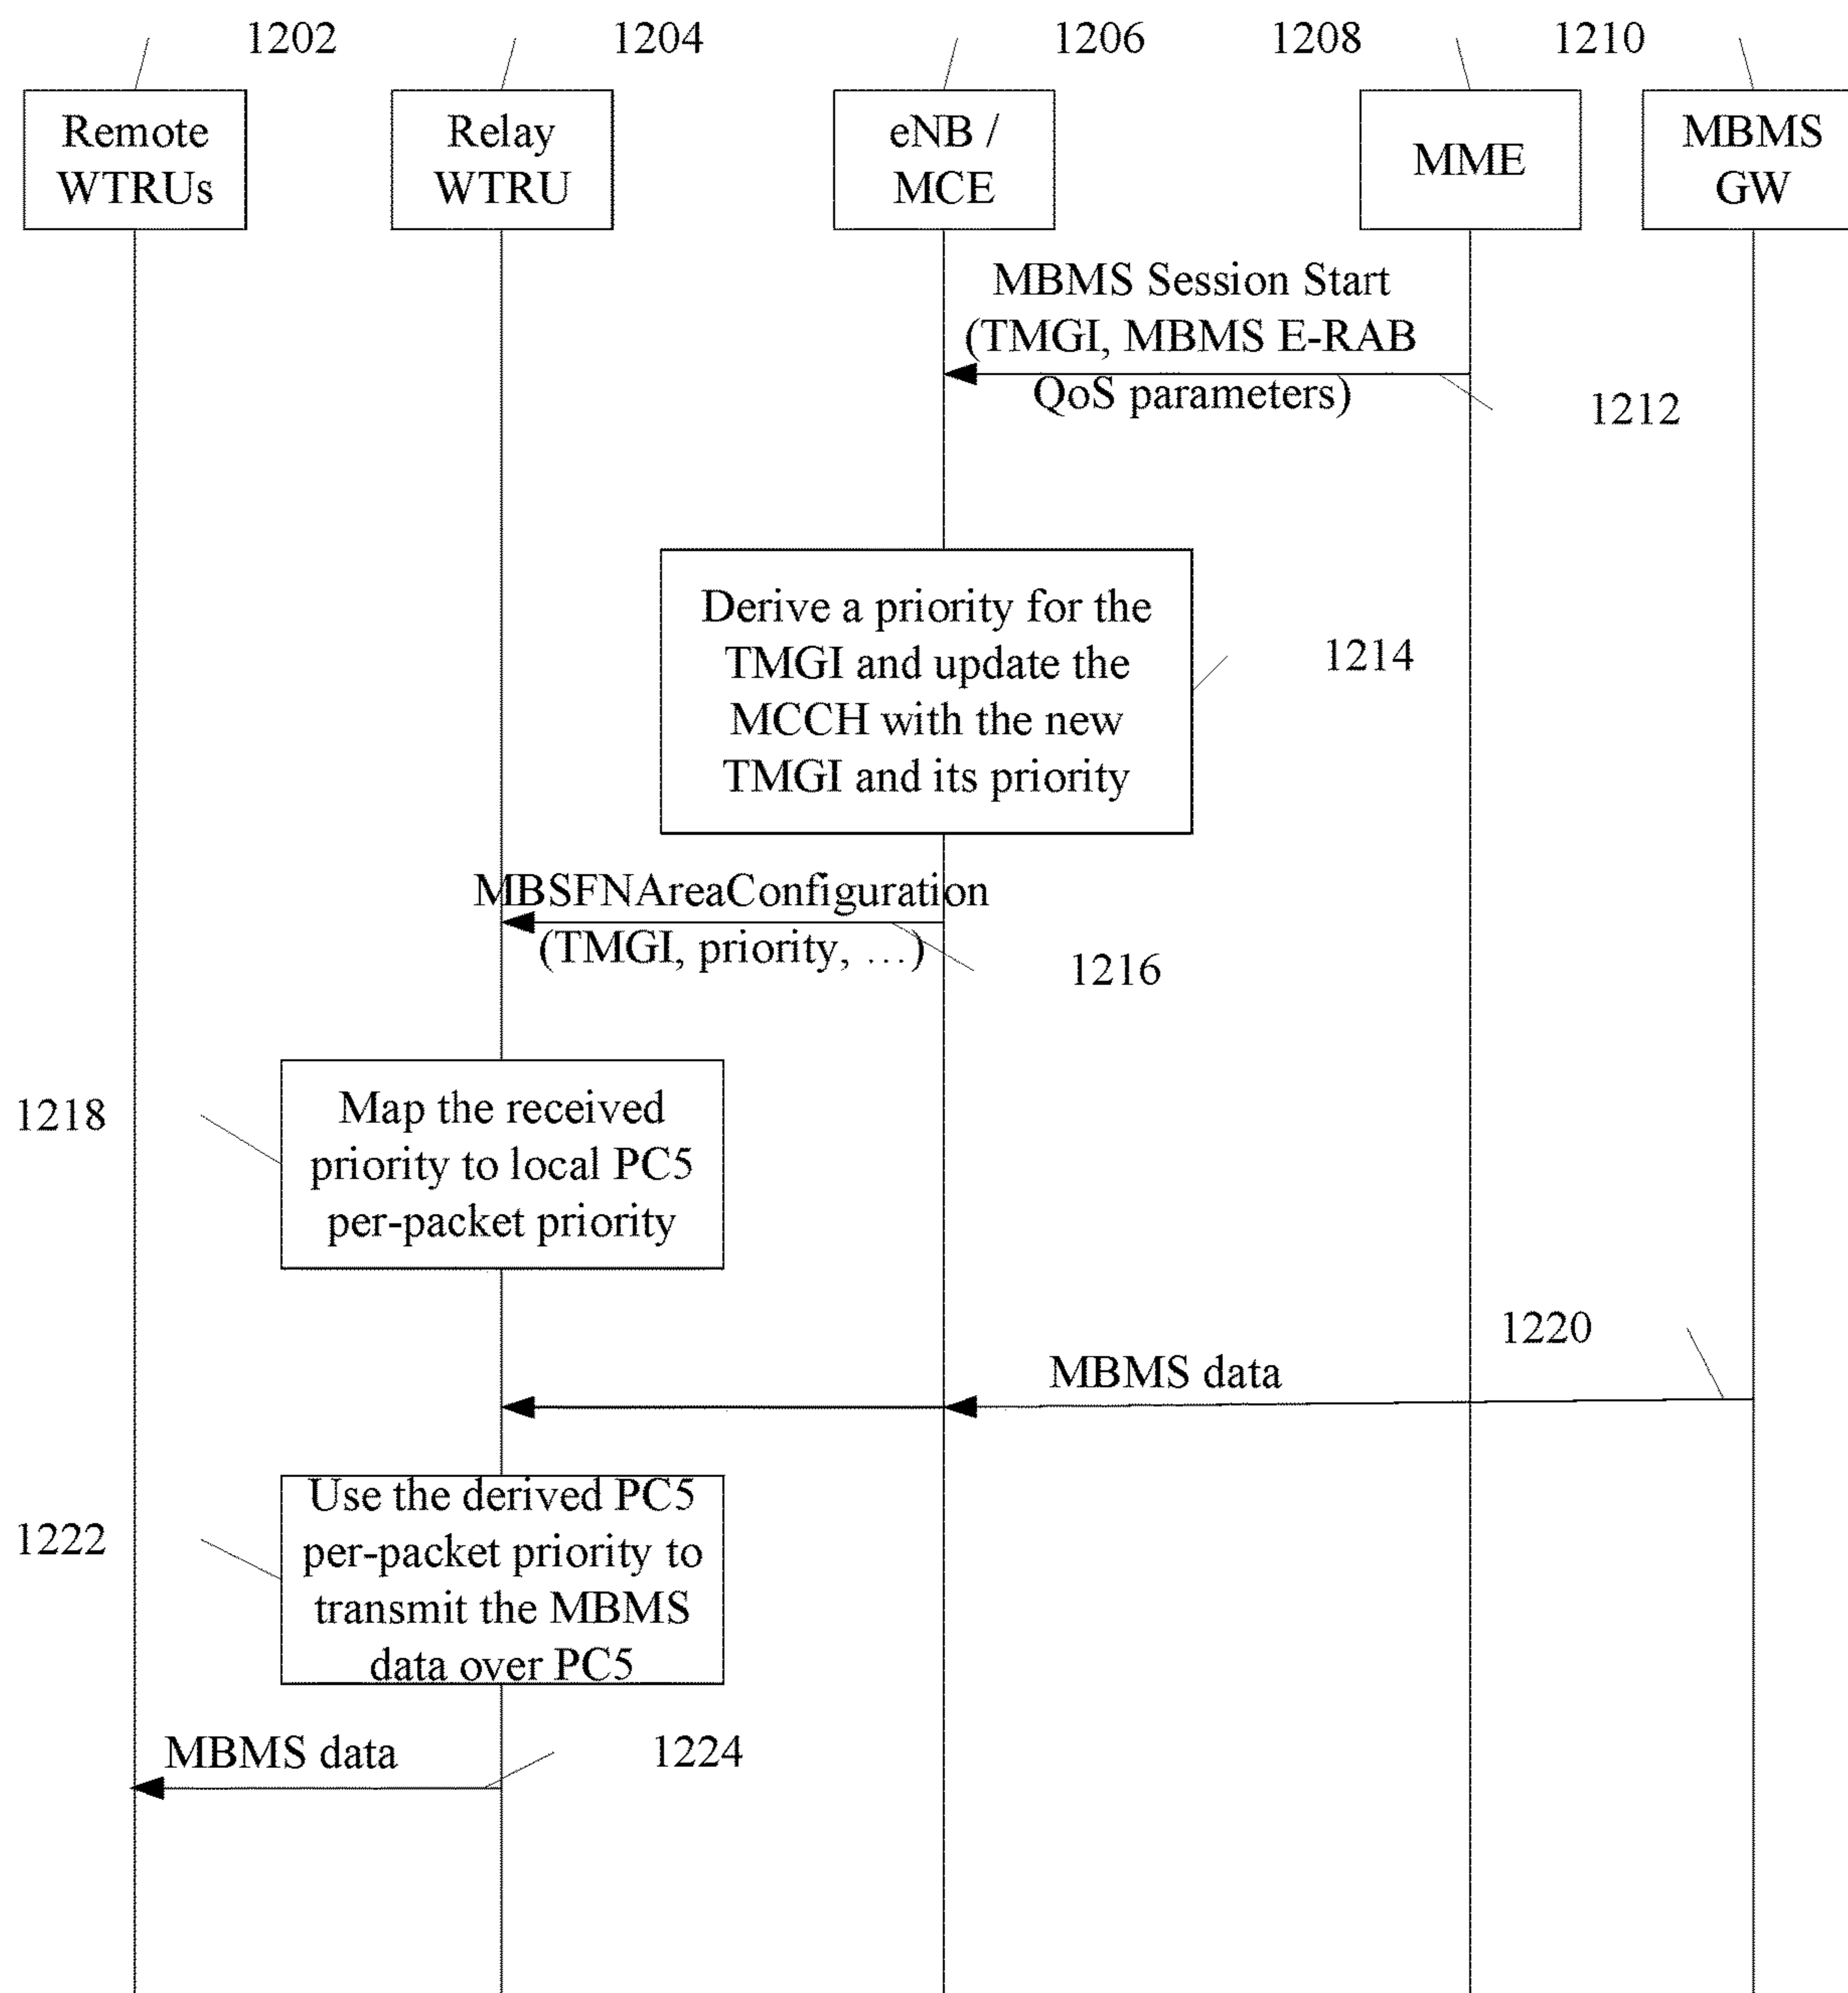 1202
1204
1206
1208
1210
Remote
WTRUs
Relay
WTRU
eNB /
MCE
MME
MBMS
GW
MBMS Session Start
(TMGI, MBMS E-RAB
QoS parameters)
1212
Derive a priority for the
TMGI and update the
MCCH with the new
TMGI and its priority
1214
MBSFNAreaConfiguration
(TMGI, priority, …)
1216
1218
Map the received
priority to local PC5
per-packet priority
1220
MBMS data
1222
Use the derived PC5
per-packet priority to
transmit the MBMS
data over PC5
MBMS data
1224